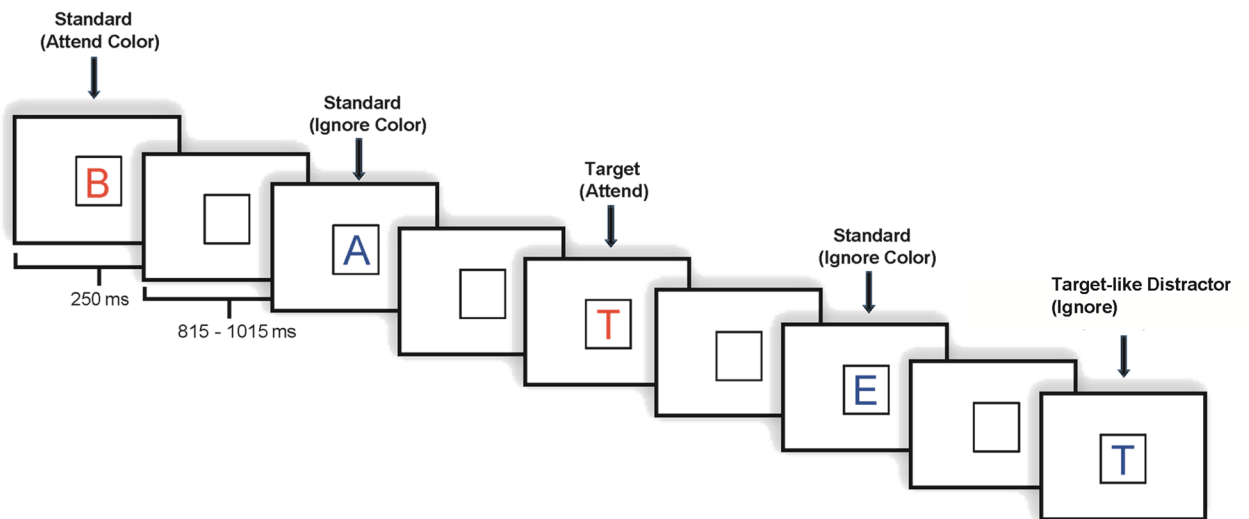 Standard
(Attend Color)
Standard
(Ignore Color)
Target
(Attend)
Standard
(Ignore Color)
Target-like Distractor
(Ignore)
B
A
T
E
T
250 ms
815 - 1015 ms